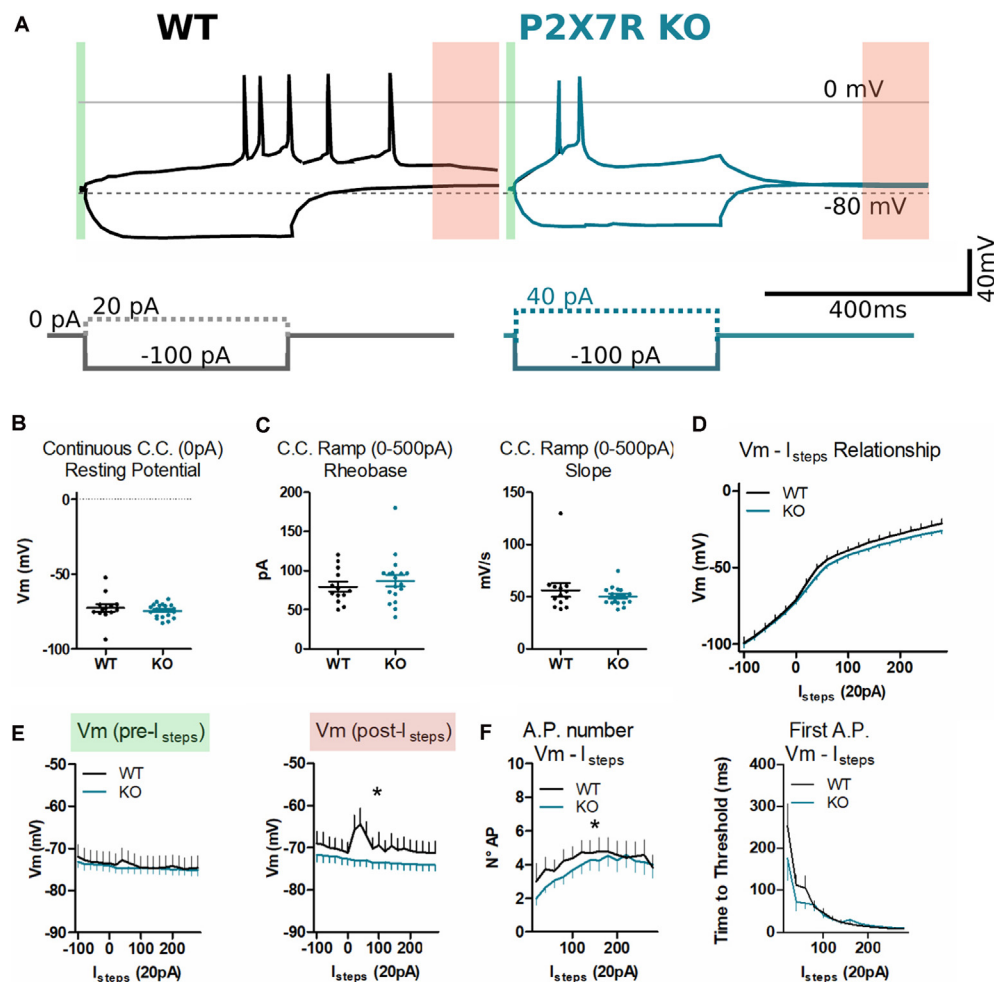 A
WT
P2X7R KO
0 mV
-80 mV
40mV
400ms
0 pA
20 pA
-100 pA
40 pA
-100 pA
B
Continuous C.C. (0pA)
Resting Potential
Vm (mV)
0
-50
-100
WT
KO
C
C.C. Ramp (0-500pA)
Rheobase
pA
200
150
100
50
0
WT
KO
C.C. Ramp (0-500pA)
Slope
mV/s
150
100
50
0
WT
KO
D
Vm - Isteps Relationship
WT
KO
Vm (mV)
0
-50
-100
-100
0
100
200
Isteps (20pA)
E
Vm (pre-Isteps)
WT
KO
Vm (mV)
-50
-60
-70
-80
-90
-100
0
100
200
Isteps (20pA)
Vm (post-Isteps)
*
Vm (mV)
-50
-60
-70
-80
-90
-100
0
100
200
Isteps (20pA)
F
A.P. number
Vm - Isteps
WT
KO
*
N° AP
10
8
6
4
2
0
100
200
Isteps (20pA)
First A.P.
Vm - Isteps
WT
KO
Time to Threshold (ms)
400
300
200
100
0
100
200
Isteps (20pA)